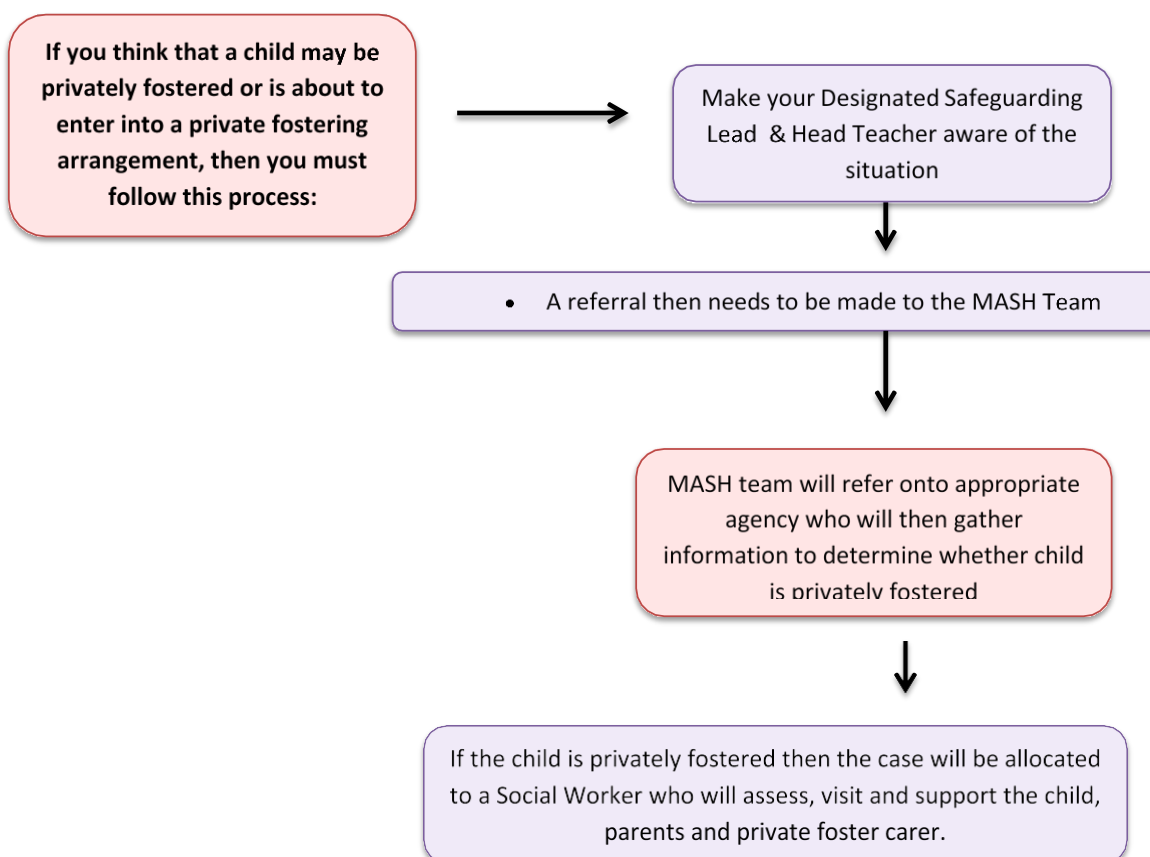 If you think that a child may be
privately fostered or is about to
enter into a private fostering
arrangement, then you must
follow this process:
Make your Designated Safeguarding
Lead & Head Teacher aware of the
situation
• A referral then needs to be made to the MASH Team
MASH team will refer onto appropriate
agency who will then gather
information to determine whether child
is privately fostered
If the child is privately fostered then the case will be allocated
to a Social Worker who will assess, visit and support the child,
parents and private foster carer.